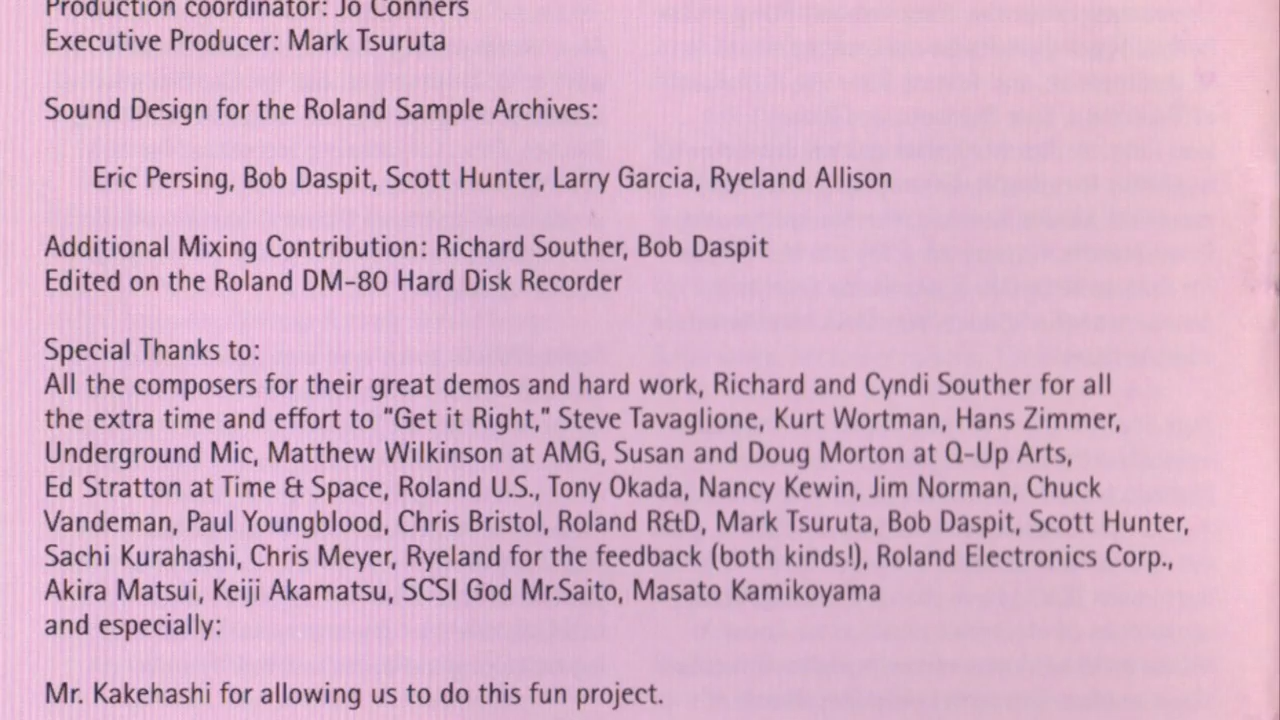 Production coordinator: Jo Conners
Executive Producer: Mark Tsuruta
Sound Design for the Roland Sample Archives:
Eric Persing, Bob Daspit, Scott Hunter, Larry Garcia, Ryeland Allison
Additional Mixing Contribution: Richard Souther, Bob Daspit
Edited on the Roland DM-80 Hard Disk Recorder
Special Thanks to:
All the composers for their great demos and hard work, Richard and Cyndi Souther for all
the extra time and effort to "Get it Right," Steve Tavaglione, Kurt Wortman, Hans Zimmer,
Underground Mic, Matthew Wilkinson at AMG, Susan and Doug Morton at Q-Up Arts,
Ed Stratton at Time & Space, Roland U.S., Tony Okada, Nancy Kewin, Jim Norman, Chuck
Vandeman, Paul Youngblood, Chris Bristol, Roland R&D, Mark Tsuruta, Bob Daspit, Scott Hunter,
Sachi Kurahashi, Chris Meyer, Ryeland for the feedback (both kinds!), Roland Electronics Corp.,
Akira Matsui, Keiji Akamatsu, SCSI God Mr.Saito, Masato Kamikoyama
and especially:
Mr. Kakehashi for allowing us to do this fun project.